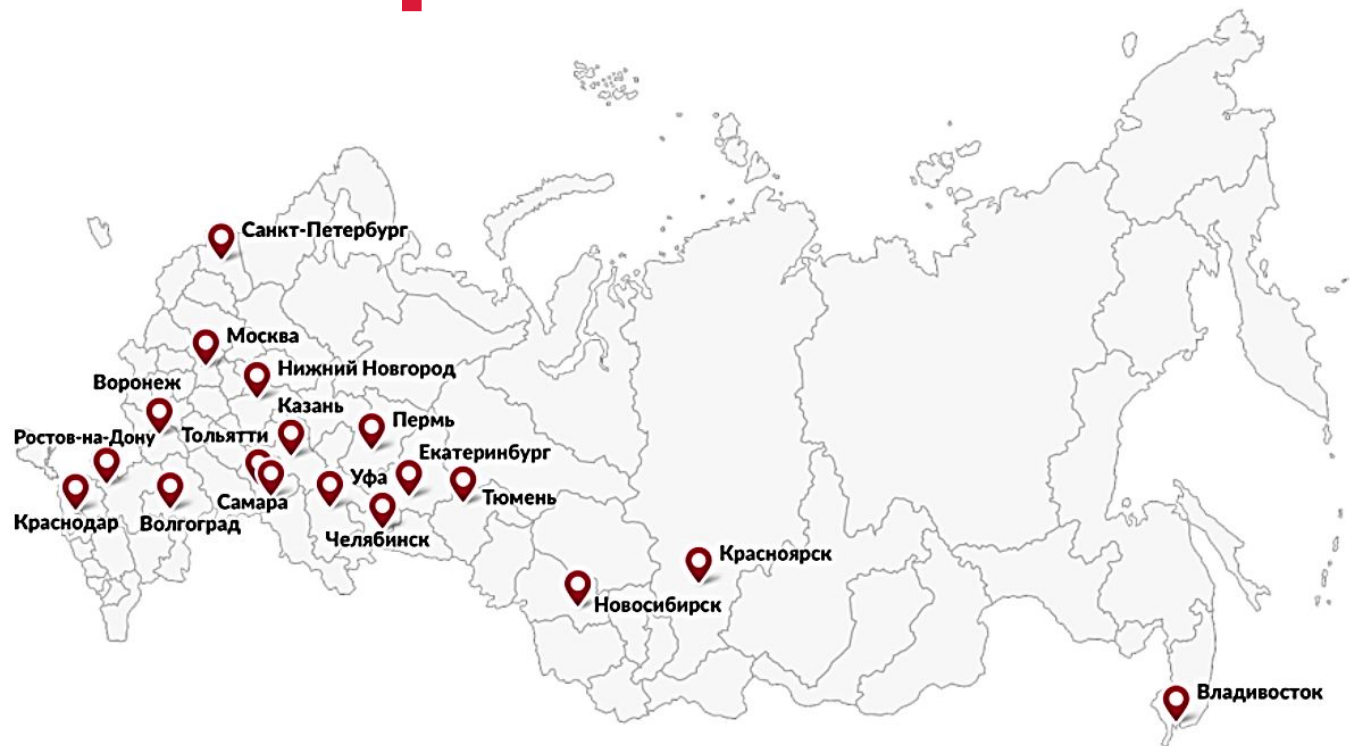 Санкт-Петербург
Москва
Нижний Новгород
Воронеж
Казань
Пермь
Ростов-на-Дону
Тольятти
Екатеринбург
Уфа
Тюмень
Самара
Краснодар
Волгоград
Челябинск
Красноярск
Новосибирск
Владивосток